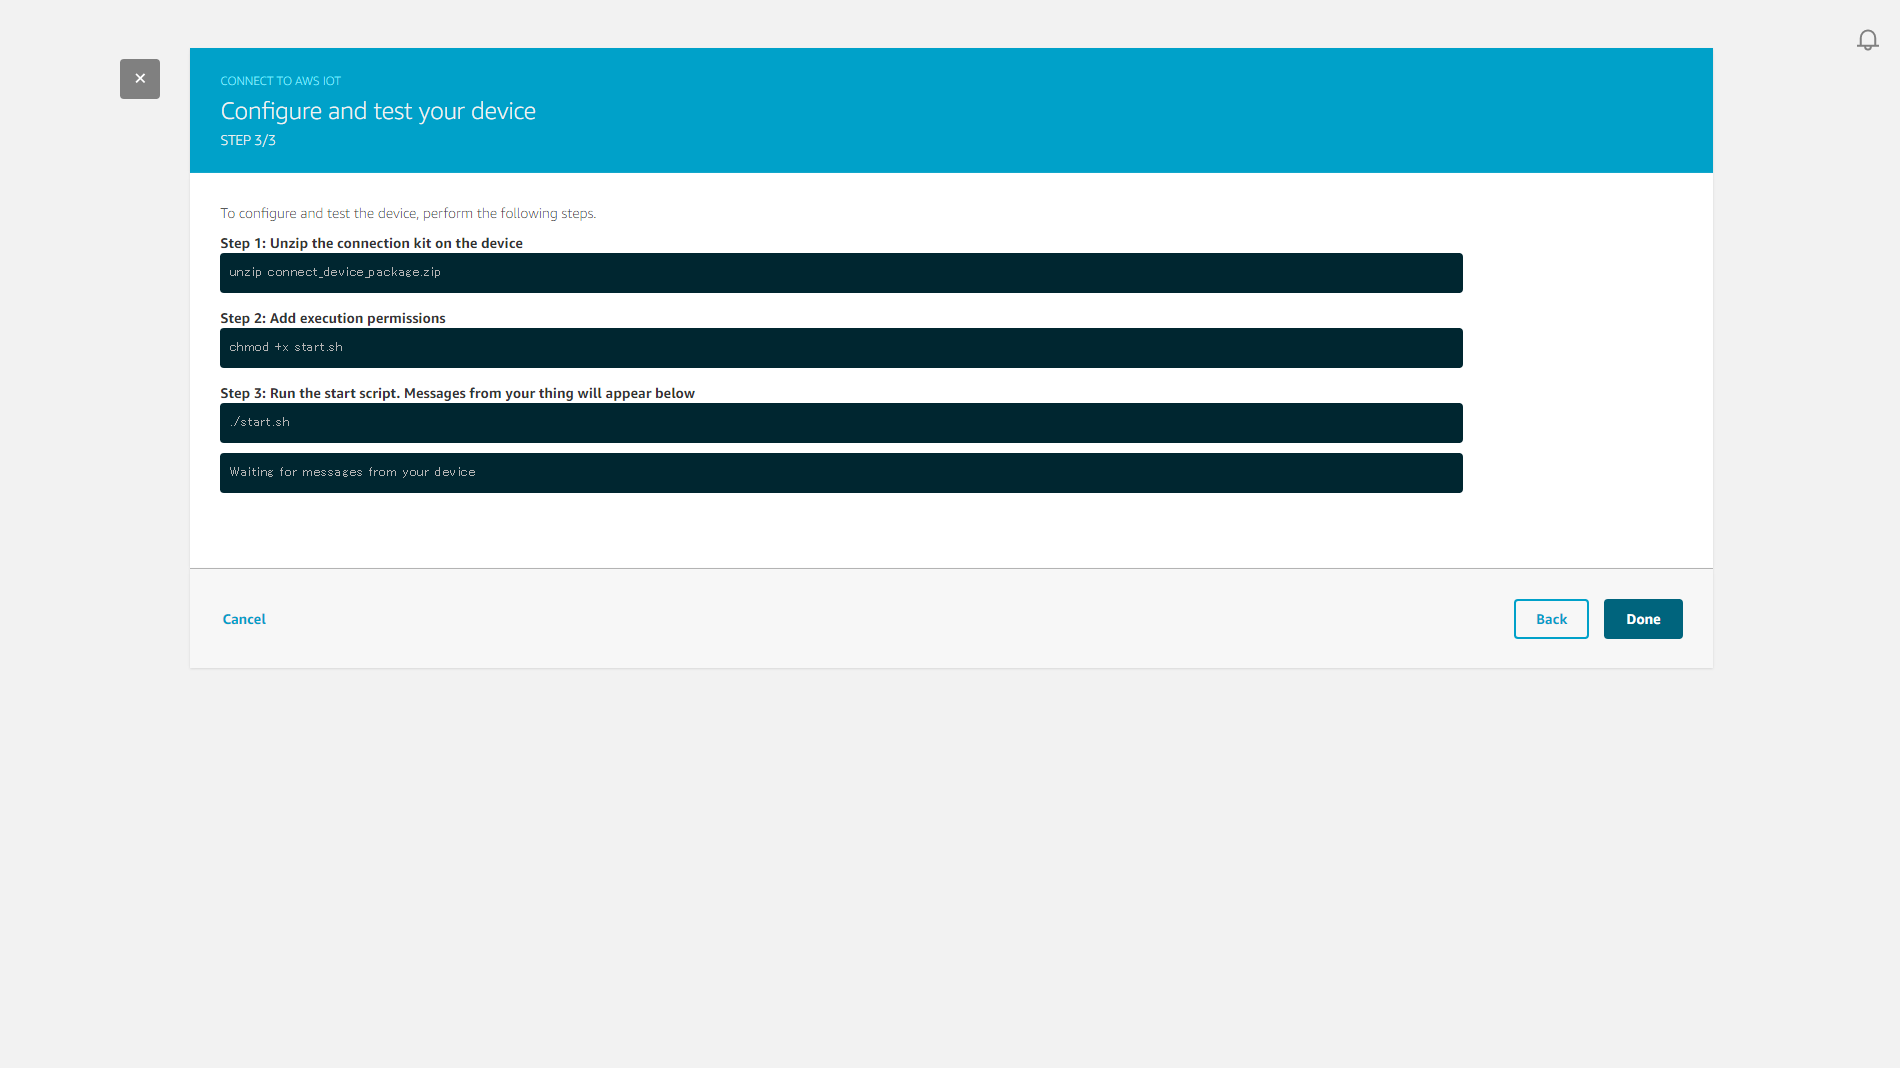 CONNECT TO AWS IOT
Configure and test your device
STEP 3/3
To configure and test the device, perform the following steps.
Step 1: Unzip the connection kit on the device
unzip connect_device_package.zip
Step 2: Add execution permissions
chmod +x start.sh
Step 3: Run the start script. Messages from your thing will appear below
./start.sh
Waiting for messages from your device
Cancel
Back
Done